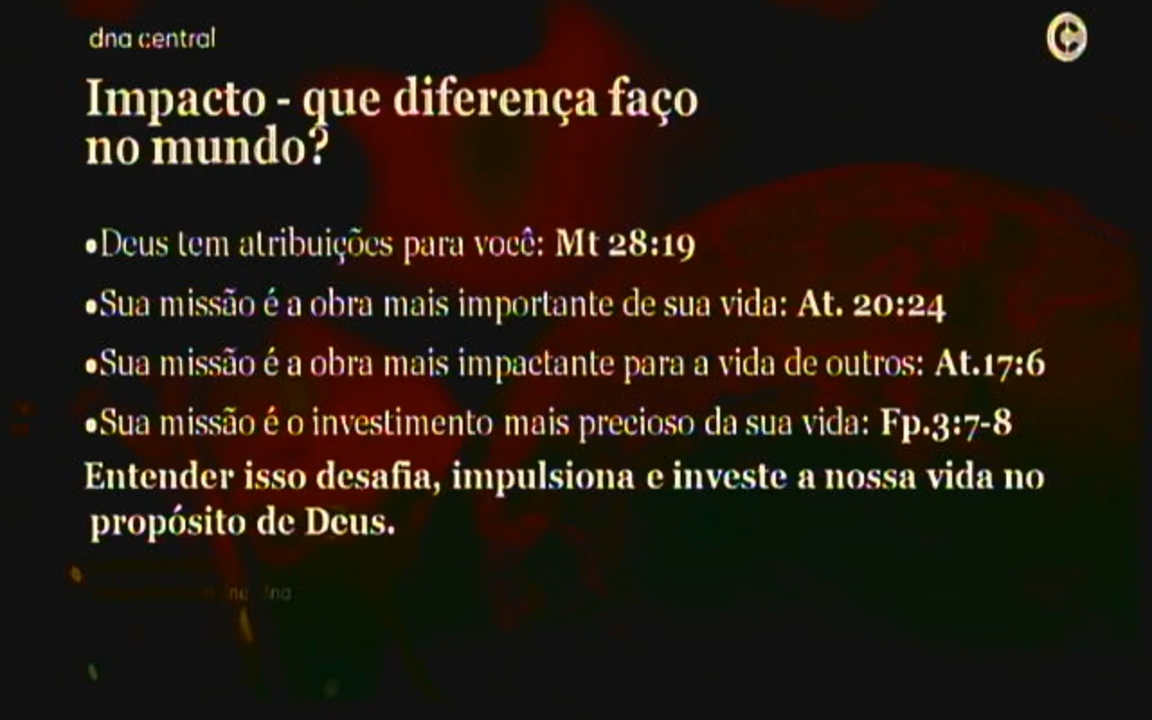 dna central
Impacto - que diferença faço
no mundo?
•Deus tem atribuições para você: Mt 28:19
•Sua missão é a obra mais importante de sua vida: At. 20:24
•Sua missão é a obra mais impactante para a vida de outros: At.17:6
•Sua missão é o investimento mais precioso da sua vida: Fp.3:7-8
Entender isso desafia, impulsiona e investe a nossa vida no
propósito de Deus.